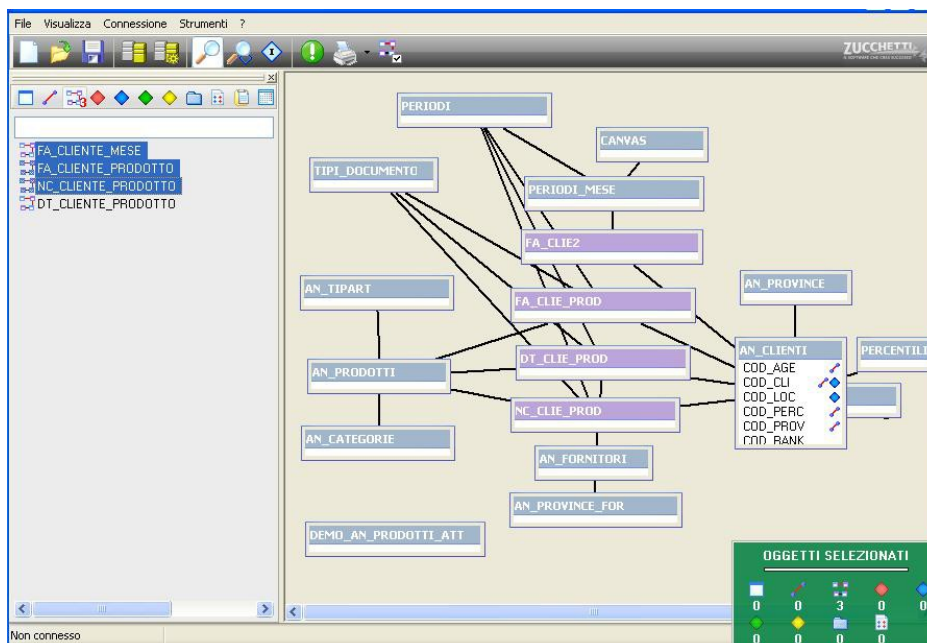 File Visualizza Connessione Strumenti ?
ZUCCHETTI
FA_CLIENTE_MESE
FA_CLIENTE_PRODOTTO
NC_CLIENTE_PRODOTTO
DT_CLIENTE_PRODOTTO
PERIODI
CANVAS
TIPI_DOCUMENTO
PERIODI_MESE
FA_CLIE2
AN_TIPART
FA_CLIE_PROD
AN_PROVINCE
AN_PRODOTTI
DT_CLIE_PROD
AN_CLIENTI
PERCENTILI
COD_AGE
COD_CLI
COD_LOC
COD_PERC
COD_PROV
COD_BANK
NC_CLIE_PROD
AN_CATEGORIE
AN_FORNITORI
AN_PROVINCE_FOR
DEMO_AN_PRODOTTI_ATT
OGGETTI SELEZIONATI
0 0 3 0 0
0 0 0 0
Non connesso